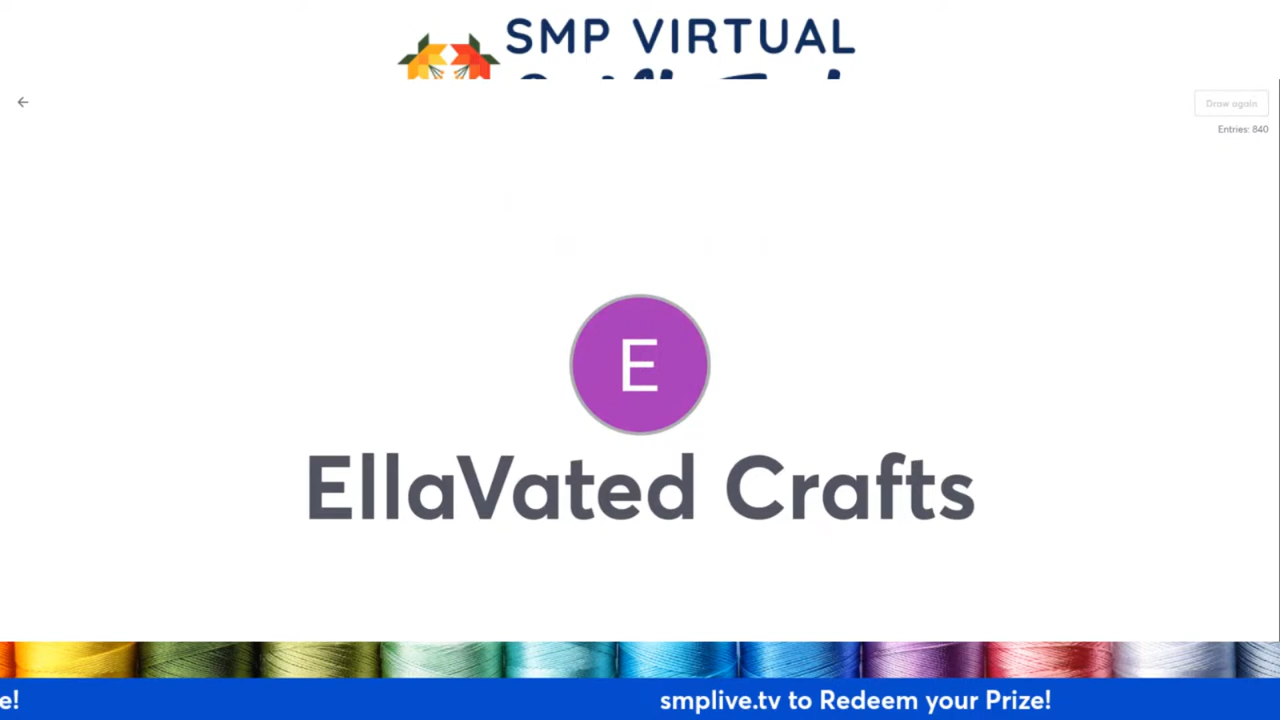 SMP VIRTUAL
Draw again
Entries: 840
E
EllaVated Crafts
e!
smplive.tv to Redeem your Prize!